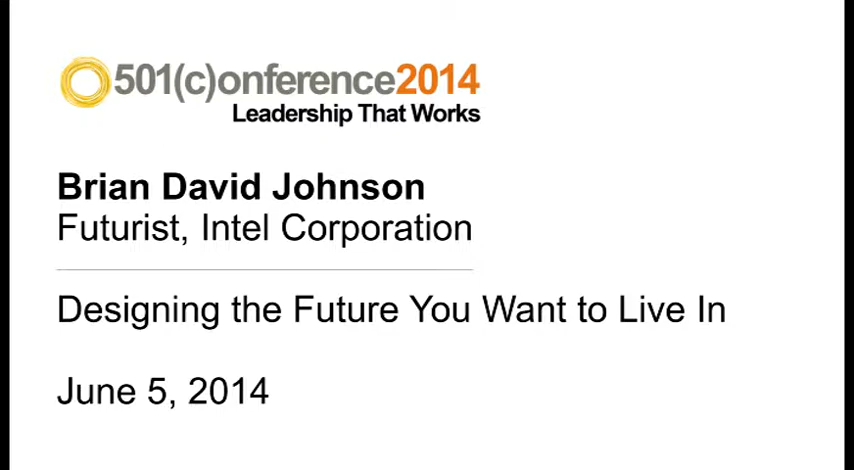 501(c)onference2014
Leadership That Works
Brian David Johnson
Futurist, Intel Corporation
Designing the Future You Want to Live In
June 5, 2014